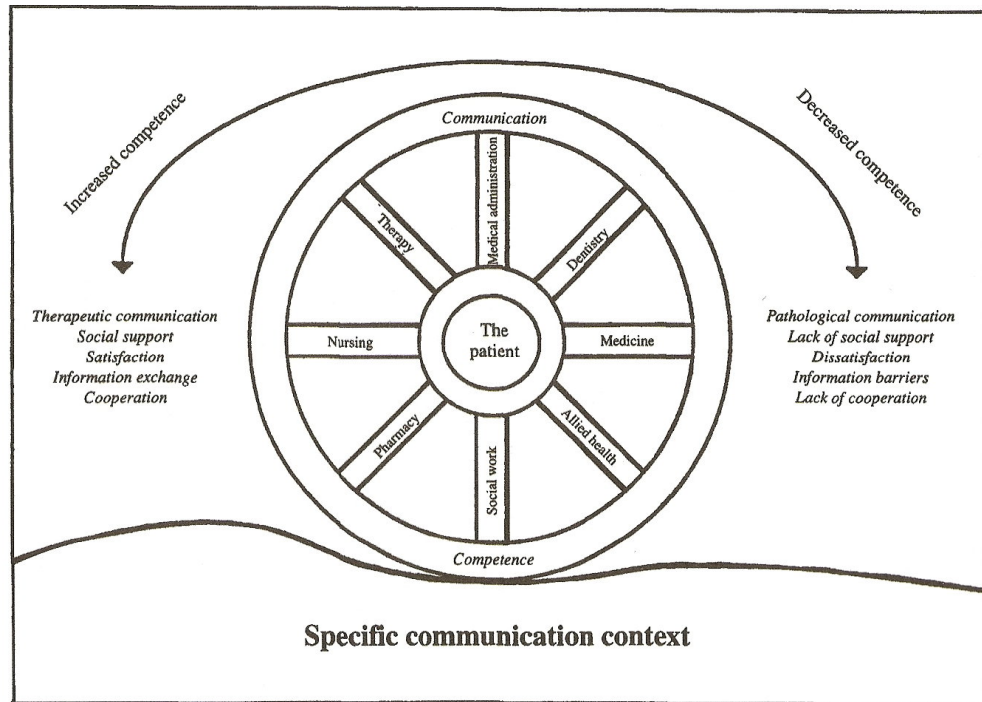 Communication
Increased competence
Decreased competence
Medical administration
Therapy
Dentistry
Therapeutic communication
Social support
Satisfaction
Information exchange
Cooperation
Nursing
The
patient
Medicine
Pathological communication
Lack of social support
Dissatisfaction
Information barriers
Lack of cooperation
Pharmacy
Social work
Allied health
Competence
Specific communication context